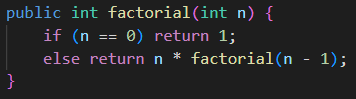 public int factorial(int n) {
    if (n == 0) return 1;
    else return n * factorial(n - 1);
}